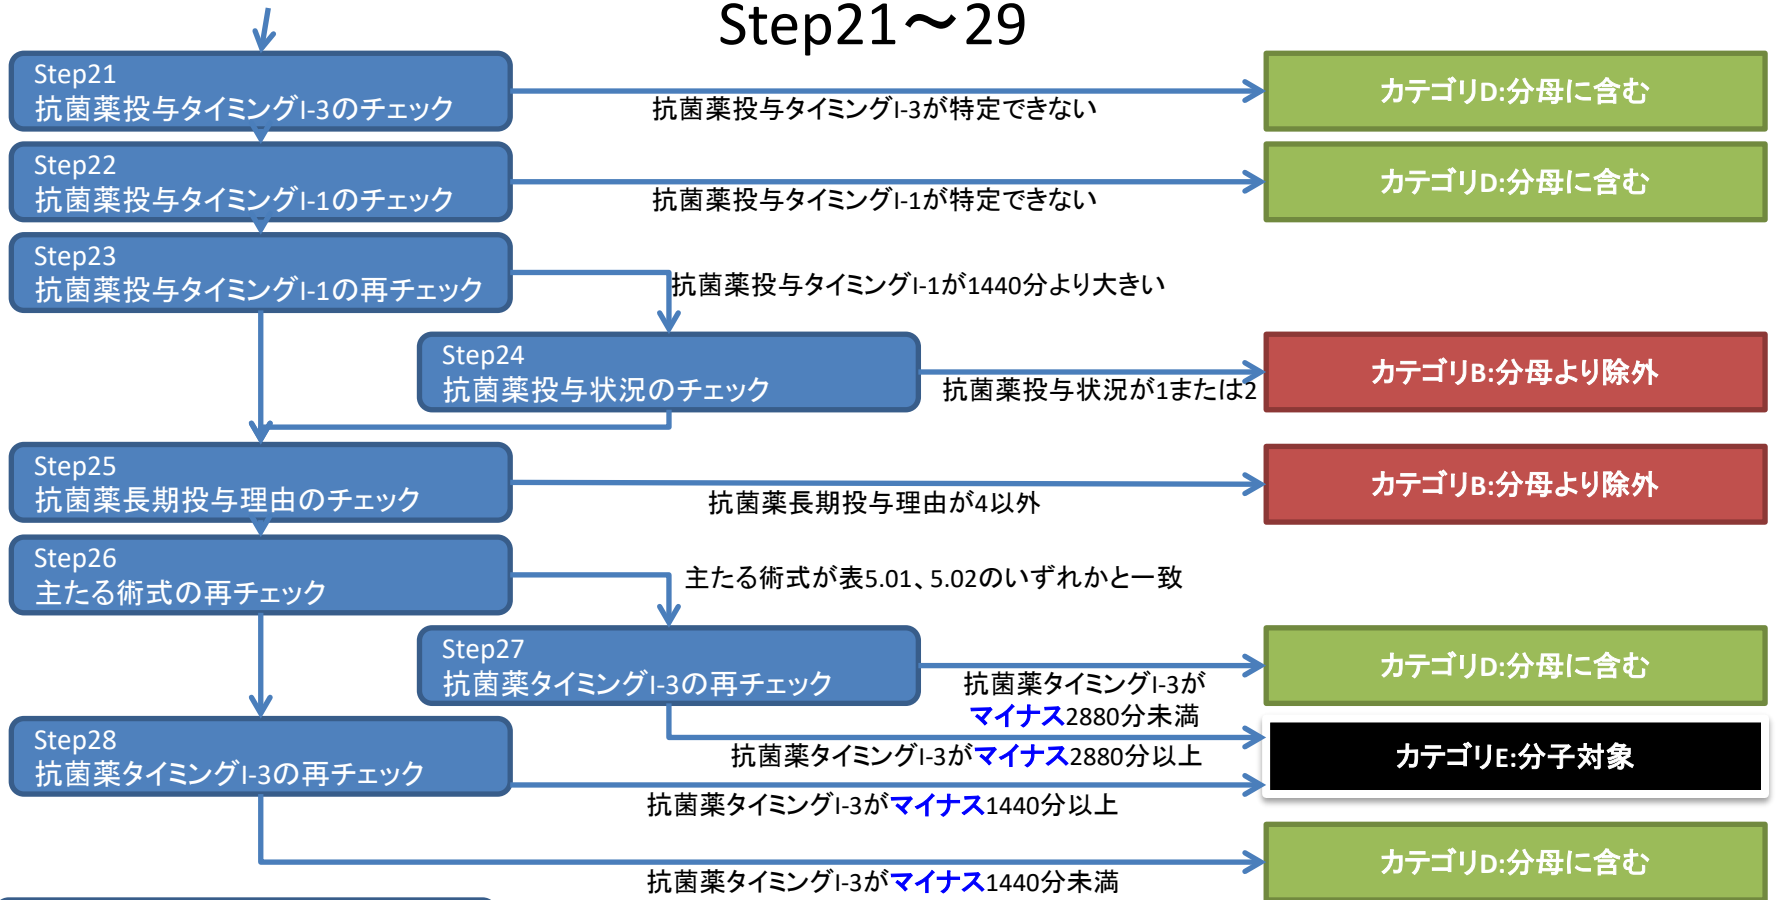 Step21～29
Step21
抗菌薬投与タイミングI-3のチェック
抗菌薬投与タイミングI-3が特定できない
カテゴリD:分母に含む
Step22
抗菌薬投与タイミングI-1のチェック
抗菌薬投与タイミングI-1が特定できない
カテゴリD:分母に含む
Step23
抗菌薬投与タイミングI-1の再チェック
抗菌薬投与タイミングI-1が1440分より大きい
Step24
抗菌薬投与状況のチェック
抗菌薬投与状況が1または2
カテゴリB:分母より除外
Step25
抗菌薬長期投与理由のチェック
抗菌薬長期投与理由が4以外
カテゴリB:分母より除外
Step26
主たる術式の再チェック
主たる術式が表5.01、5.02のいずれかと一致
Step27
抗菌薬タイミングI-3の再チェック
抗菌薬タイミングI-3が
マイナス2880分未満
カテゴリD:分母に含む
抗菌薬タイミングI-3がマイナス2880分以上
カテゴリE:分子対象
Step28
抗菌薬タイミングI-3の再チェック
抗菌薬タイミングI-3がマイナス1440分以上
抗菌薬タイミングI-3がマイナス1440分未満
カテゴリD:分母に含む